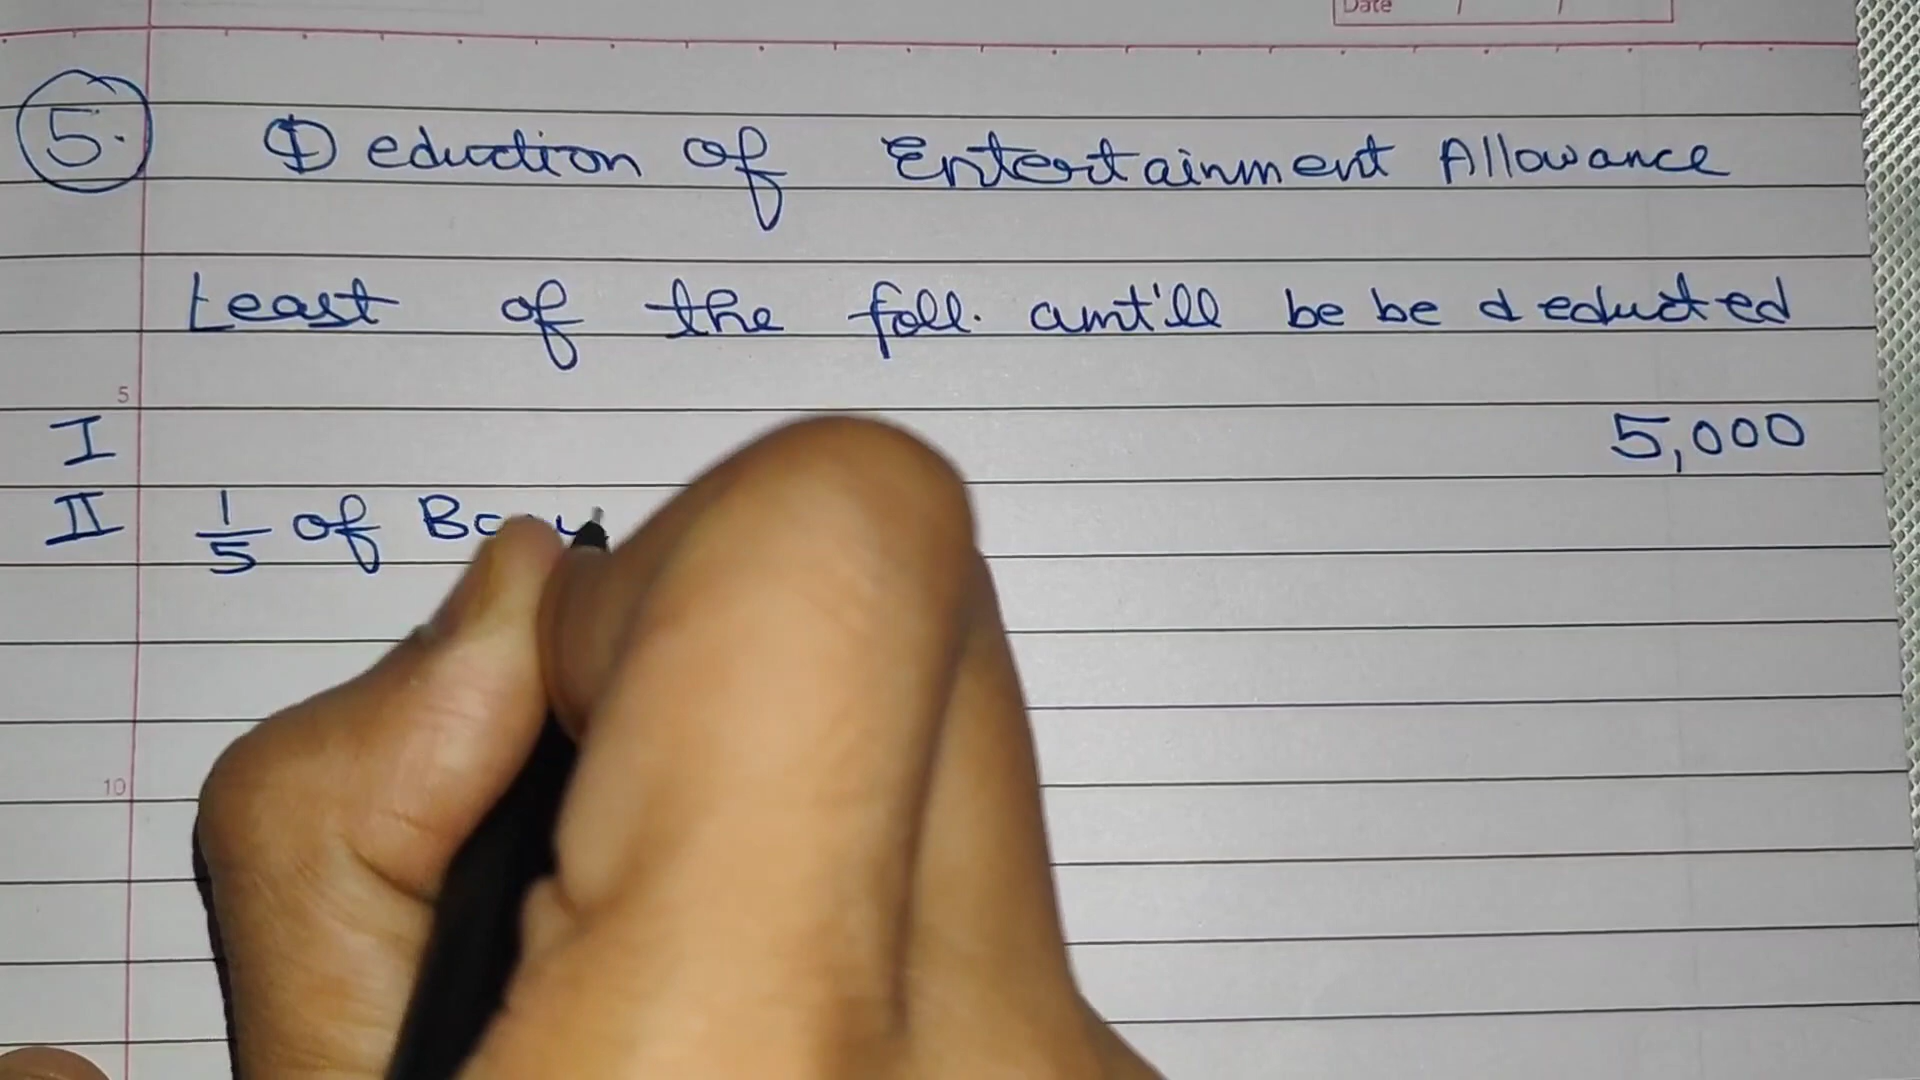 Date
5. Deduction of Entertainment Allowance
Least of the foll. amt'll be be deducted
5
I 5,000
II 1/5 of
10